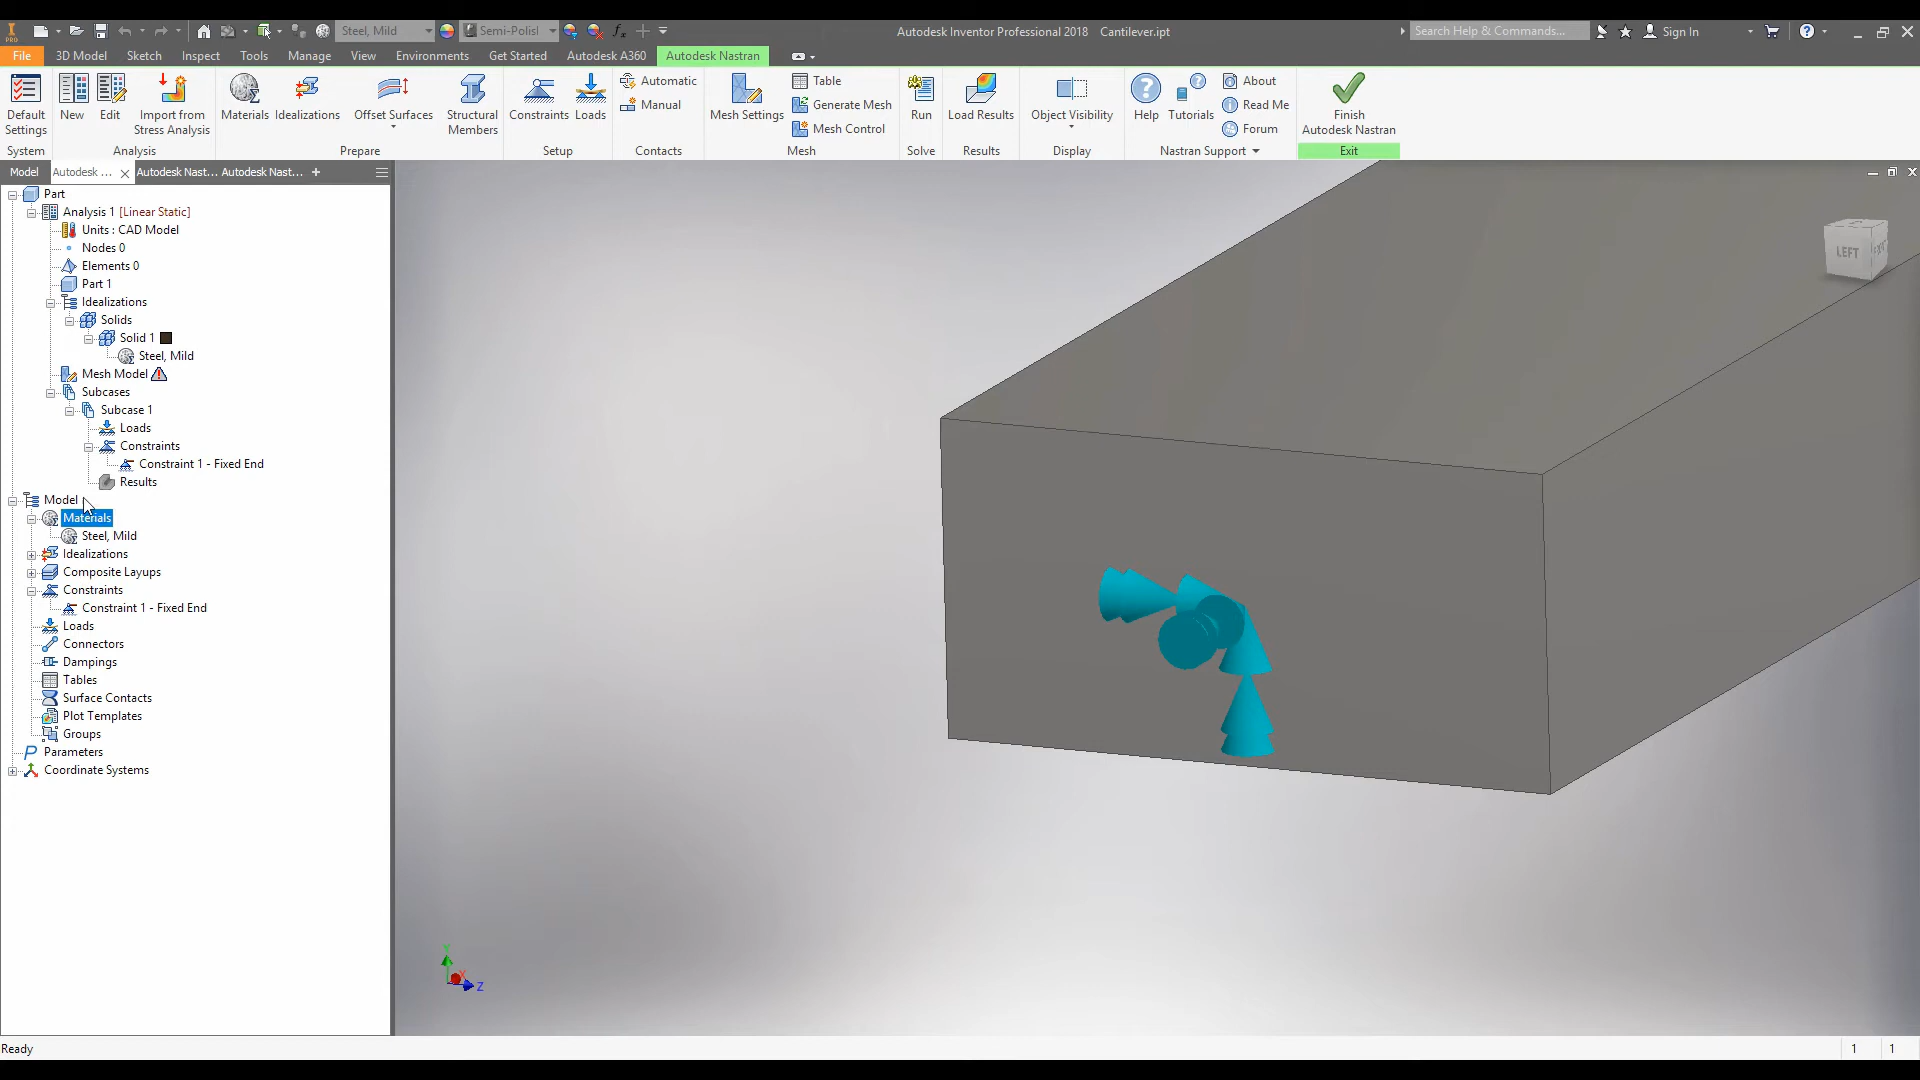 Steel, Mild
Semi-Polisl
Autodesk Inventor Professional 2018 Cantilever.ipt
Search Help & Commands...
Sign In
File 3D Model Sketch Inspect Tools Manage View Environments Get Started Autodesk A360 Autodesk Nastran
Default Settings
New
Edit
Import from Stress Analysis
Materials
Idealizations
Offset Surfaces
Structural Members
Constraints
Loads
Automatic
Manual
Mesh Settings
Table
Generate Mesh
Mesh Control
Run
Load Results
Object Visibility
Help
Tutorials
About
Read Me
Forum
Finish Autodesk Nastran
System Analysis Prepare Setup Contacts Mesh Solve Results Display Nastran Support Exit
Model Autodesk ... Autodesk Nast... Autodesk Nast...
Part
Analysis 1 [Linear Static]
Units : CAD Model
Nodes 0
Elements 0
Part 1
Idealizations
Solids
Solid 1
Steel, Mild
Mesh Model
Subcases
Subcase 1
Loads
Constraints
Constraint 1 - Fixed End
Results
Model
Materials
Steel, Mild
Idealizations
Composite Layups
Constraints
Constraint 1 - Fixed End
Loads
Connectors
Dampings
Tables
Surface Contacts
Plot Templates
Groups
Parameters
Coordinate Systems
LEFT
Y
X
Z
Ready
1 1